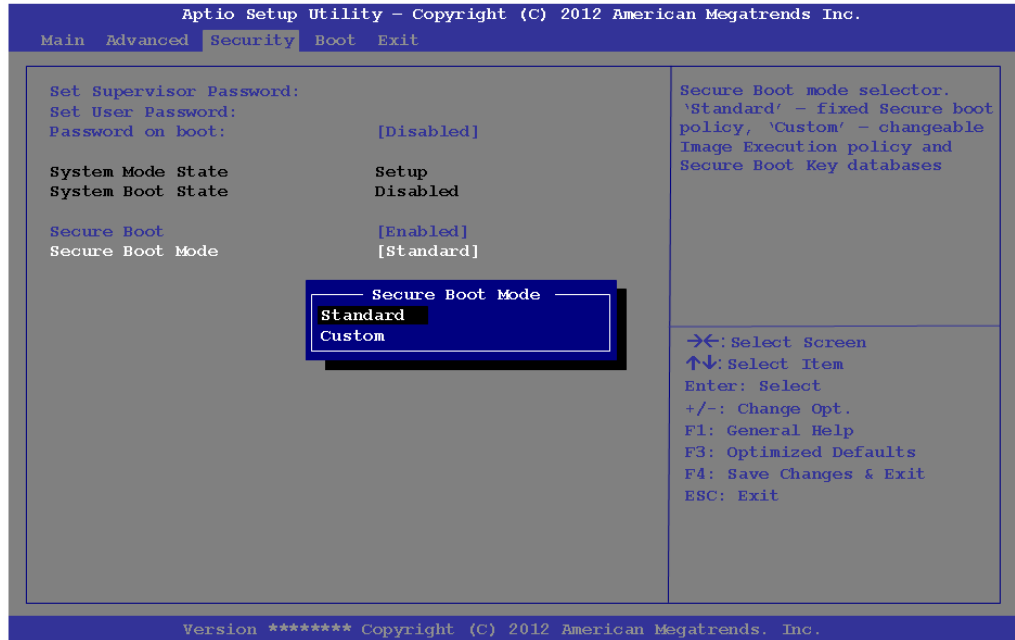 Aptio Setup Utility – Copyright (C) 2012 American Megatrends Inc.
Main Advanced Security Boot Exit
Set Supervisor Password:
Set User Password:
Password on boot: [Disabled]
System Mode State Setup
System Boot State Disabled
Secure Boot [Enabled]
Secure Boot Mode [Standard]
Secure Boot Mode
Standard
Custom
Secure Boot mode selector.
‵Standard′ – fixed Secure boot
policy, ‵Custom′ – changeable
Image Execution policy and
Secure Boot Key databases
→←: Select Screen
↑↓: Select Item
Enter: Select
+/-: Change Opt.
F1: General Help
F3: Optimized Defaults
F4: Save Changes & Exit
ESC: Exit
Version ******** Copyright (C) 2012 American Megatrends. Inc.